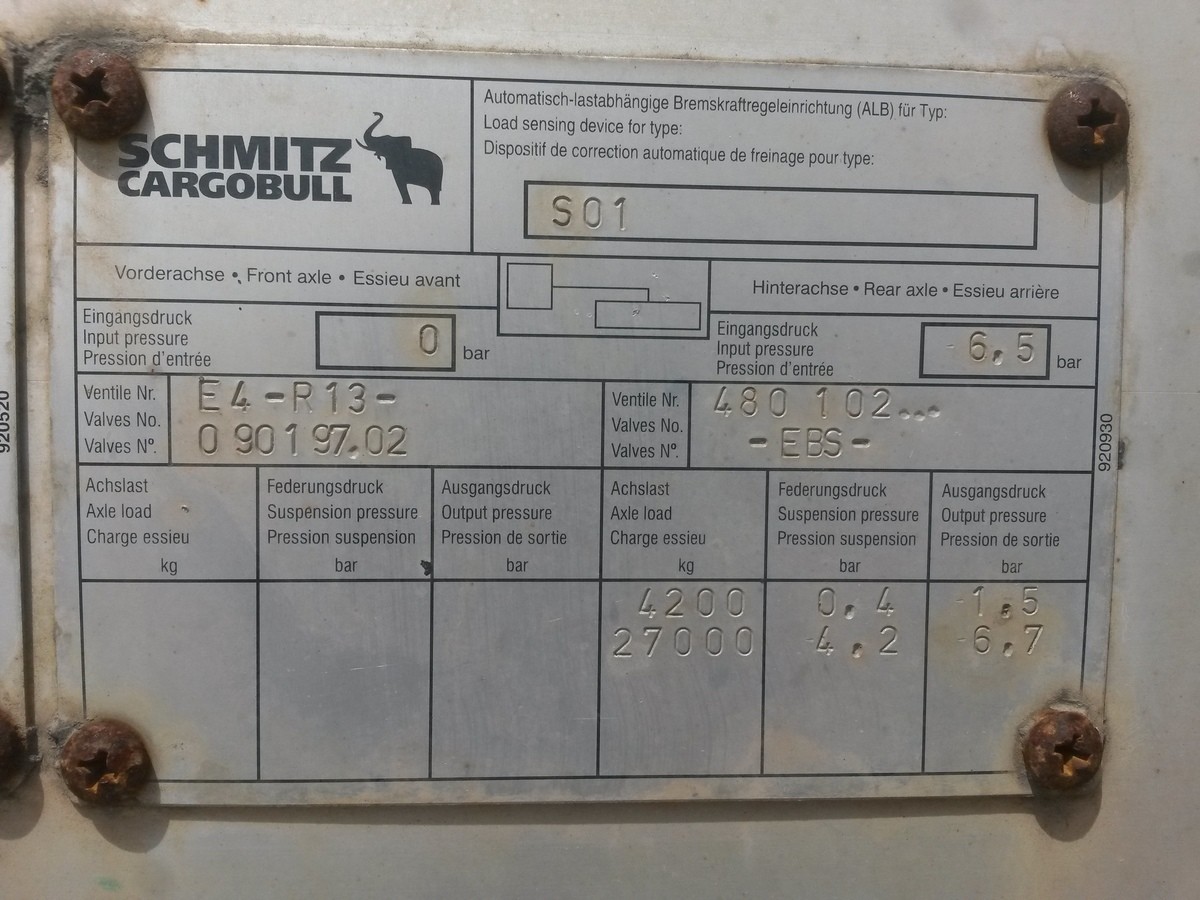 SCHMITZ
CARGOBULL
Automatisch-lastabhängige Bremskraftregeleinrichtung (ALB) für Typ:
Load sensing device for type:
Dispositif de correction automatique de freinage pour type:
S01
Vorderachse • Front axle • Essieu avant
Hinterachse • Rear axle • Essieu arrière
Eingangsdruck
Input pressure
Pression d'entrée
0 bar
Eingangsdruck
Input pressure
Pression d'entrée
6,5 bar
Ventile Nr.
Valves No.
Valves N°.
E4-R13-
090197.02
Ventile Nr.
Valves No.
Valves N°.
480 102...
-EBS-
Achslast
Axle load
Charge essieu
kg
Federungsdruck
Suspension pressure
Pression suspension
bar
Ausgangsdruck
Output pressure
Pression de sortie
bar
Achslast
Axle load
Charge essieu
kg
Federungsdruck
Suspension pressure
Pression suspension
bar
Ausgangsdruck
Output pressure
Pression de sortie
bar
4200 0.4 1.5
27000 4.2 6.7
920930
920520